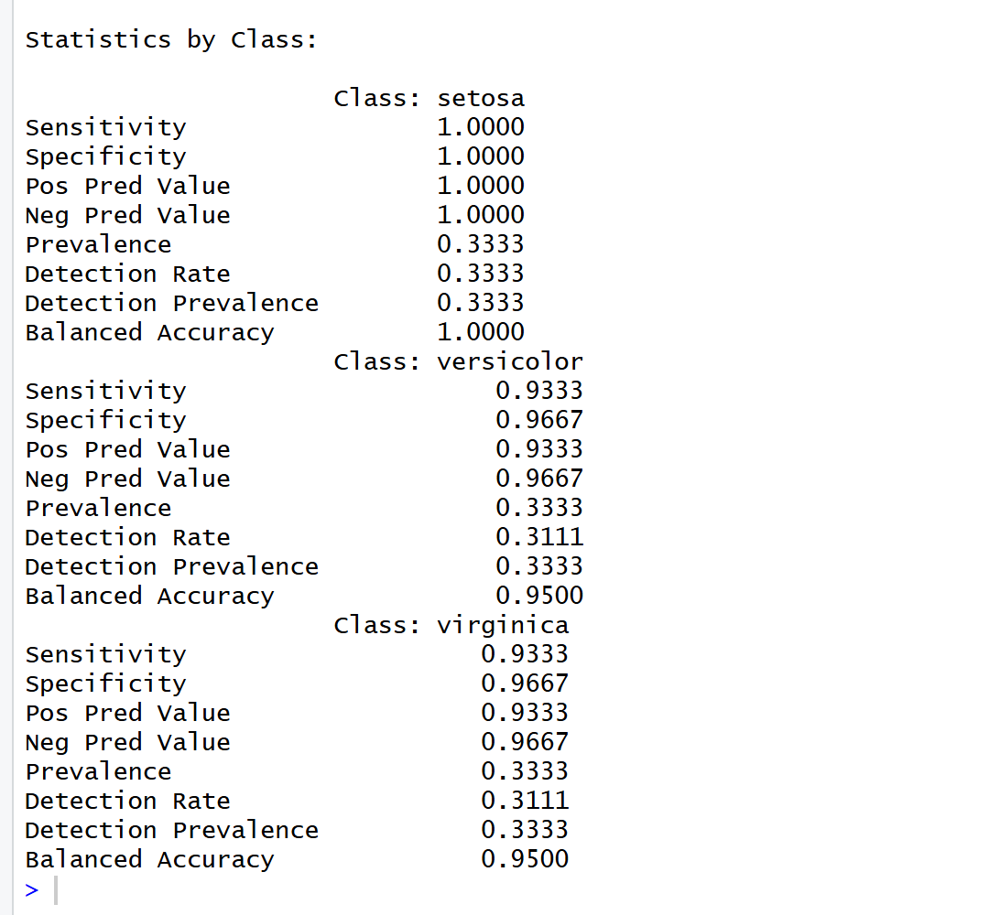 Statistics by Class:
Class: setosa
Sensitivity 1.0000
Specificity 1.0000
Pos Pred Value 1.0000
Neg Pred Value 1.0000
Prevalence 0.3333
Detection Rate 0.3333
Detection Prevalence 0.3333
Balanced Accuracy 1.0000
Class: versicolor
Sensitivity 0.9333
Specificity 0.9667
Pos Pred Value 0.9333
Neg Pred Value 0.9667
Prevalence 0.3333
Detection Rate 0.3111
Detection Prevalence 0.3333
Balanced Accuracy 0.9500
Class: virginica
Sensitivity 0.9333
Specificity 0.9667
Pos Pred Value 0.9333
Neg Pred Value 0.9667
Prevalence 0.3333
Detection Rate 0.3111
Detection Prevalence 0.3333
Balanced Accuracy 0.9500
>